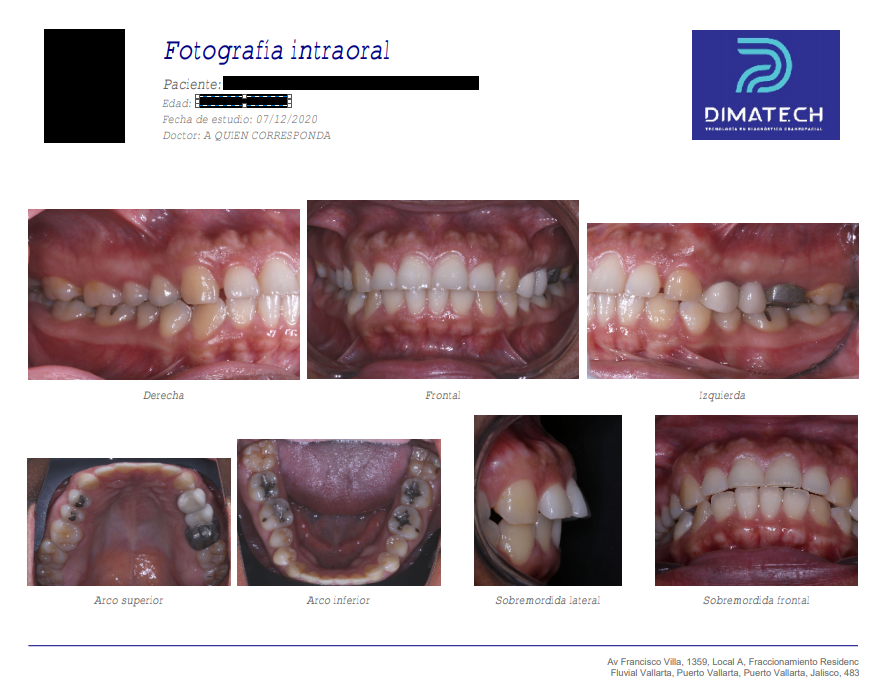 Fotografía intraoral
Paciente:
Edad:
Fecha de estudio: 07/12/2020
Doctor: A QUIEN CORRESPONDA
DIMATECH
TECNOLOGÍA EN DIAGNÓSTICO CRANEOFACIAL
Derecha
Frontal
Izquierda
Arco superior
Arco inferior
Sobremordida lateral
Sobremordida frontal
Av Francisco Villa, 1359, Local A, Fraccionamiento Residenc
Fluvial Vallarta, Puerto Vallarta, Puerto Vallarta, Jalisco, 483